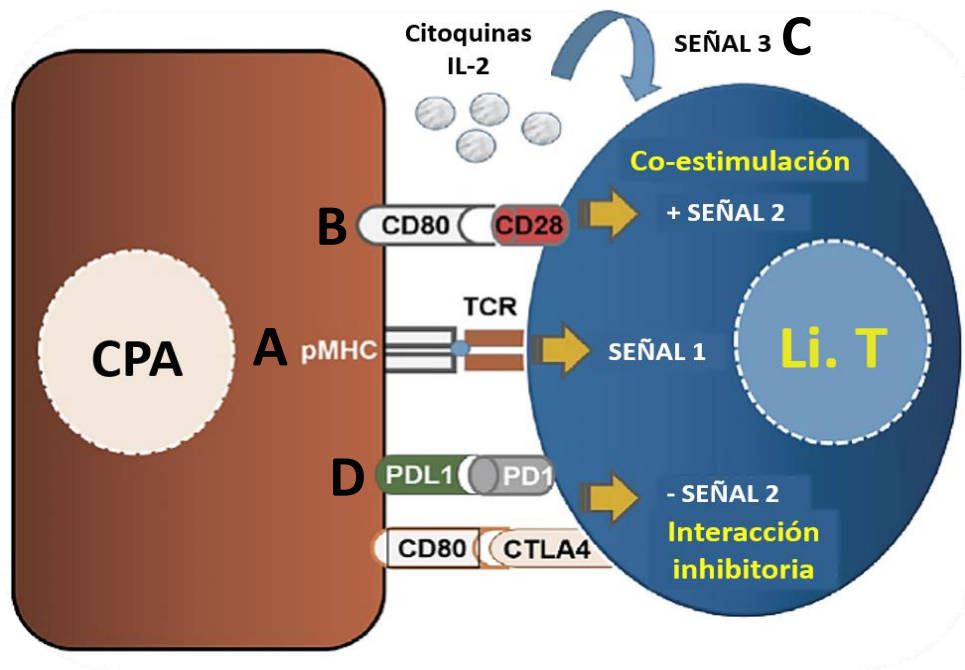 Citoquinas
IL-2
SEÑAL 3 C
Co-estimulación
B CD80 CD28 + SEÑAL 2
TCR
CPA A pMHC SEÑAL 1 Li. T
D PDL1 PD1 - SEÑAL 2
CD80 CTLA4 Interacción
inhibitoria